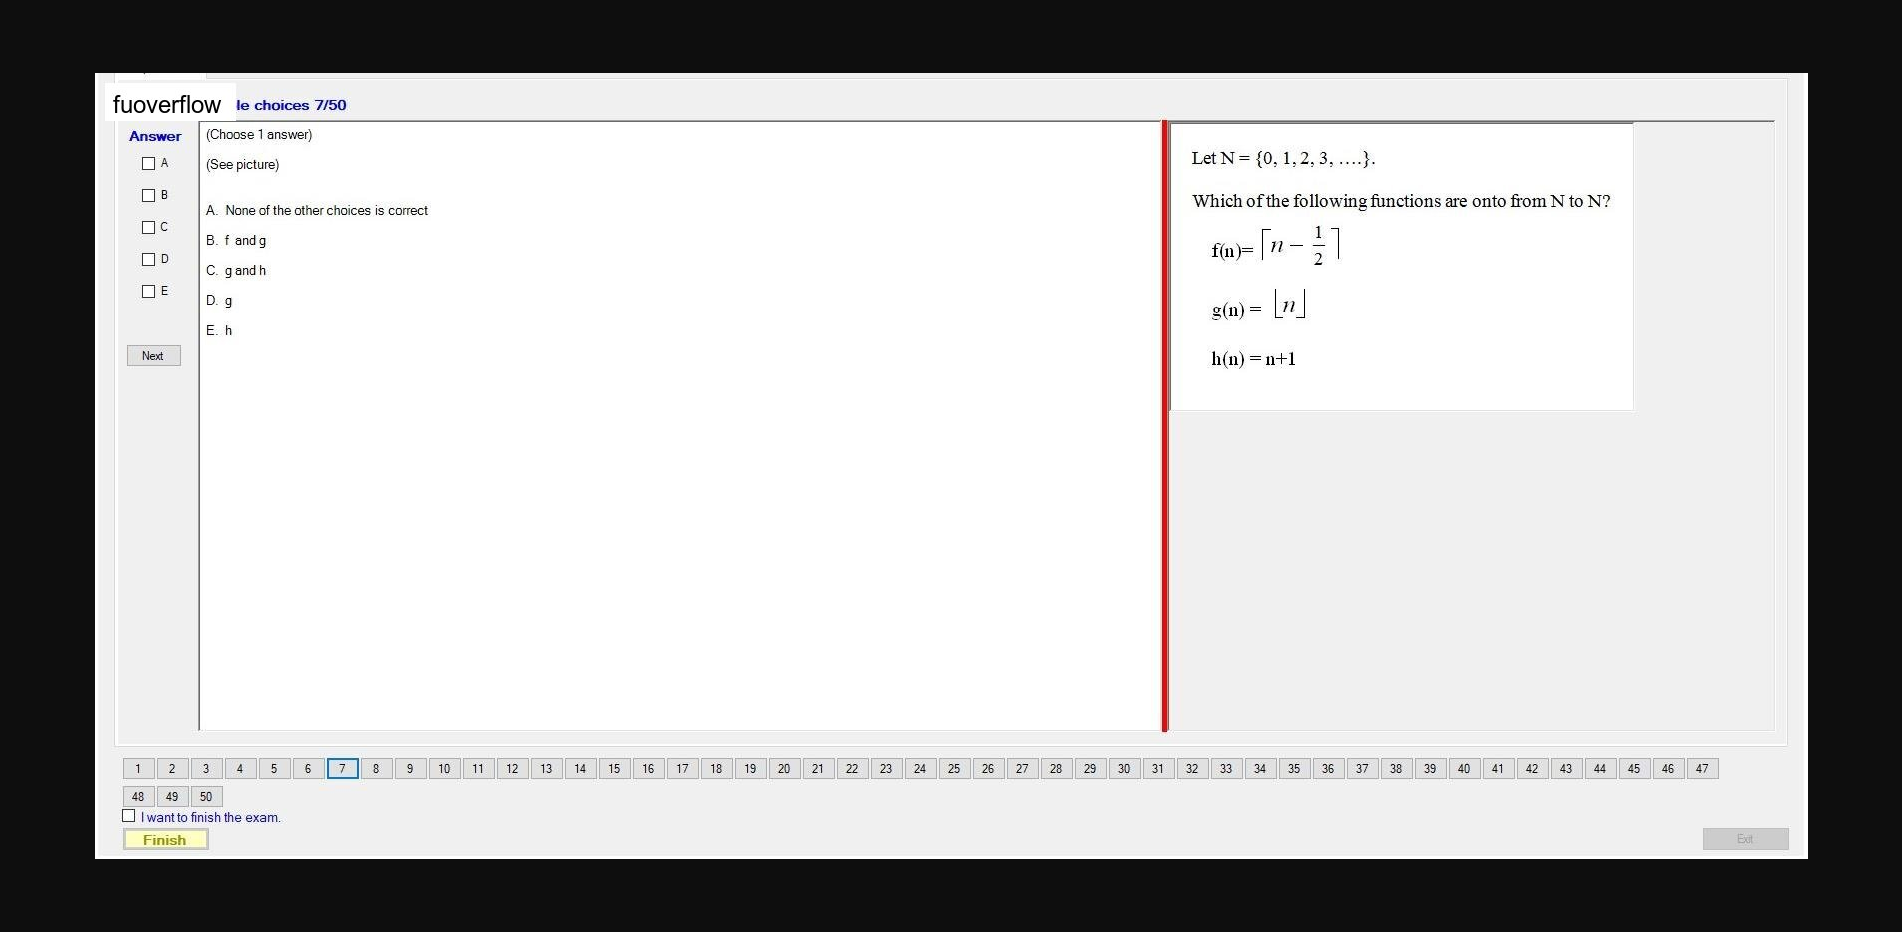 fuoverflow le choices 7/50
Answer
A
B
C
D
E
Next
(Choose 1 answer)
(See picture)
A. None of the other choices is correct
B. f and g
C. g and h
D. g
E. h
Let N = {0, 1, 2, 3, ….}.
Which of the following functions are onto from N to N?
f(n)= ⌈n − 1/2⌉
g(n) = ⌊n⌋
h(n) = n+1
1 2 3 4 5 6 7 8 9 10 11 12 13 14 15 16 17 18 19 20 21 22 23 24 25 26 27 28 29 30 31 32 33 34 35 36 37 38 39 40 41 42 43 44 45 46 47
48 49 50
I want to finish the exam.
Finish
Exit